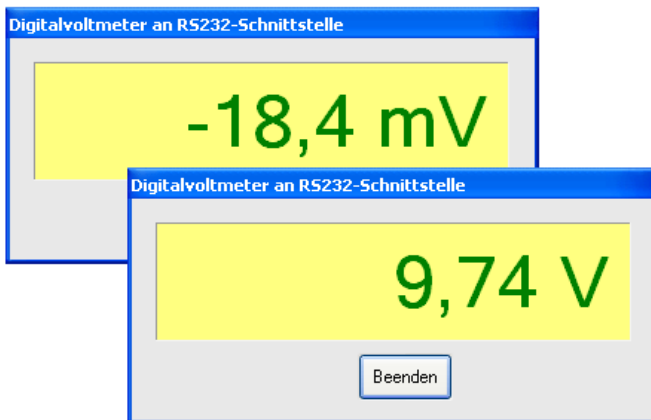 Digitalvoltmeter an RS232-Schnittstelle
-18,4 mV
Digitalvoltmeter an RS232-Schnittstelle
9,74 V
Beenden